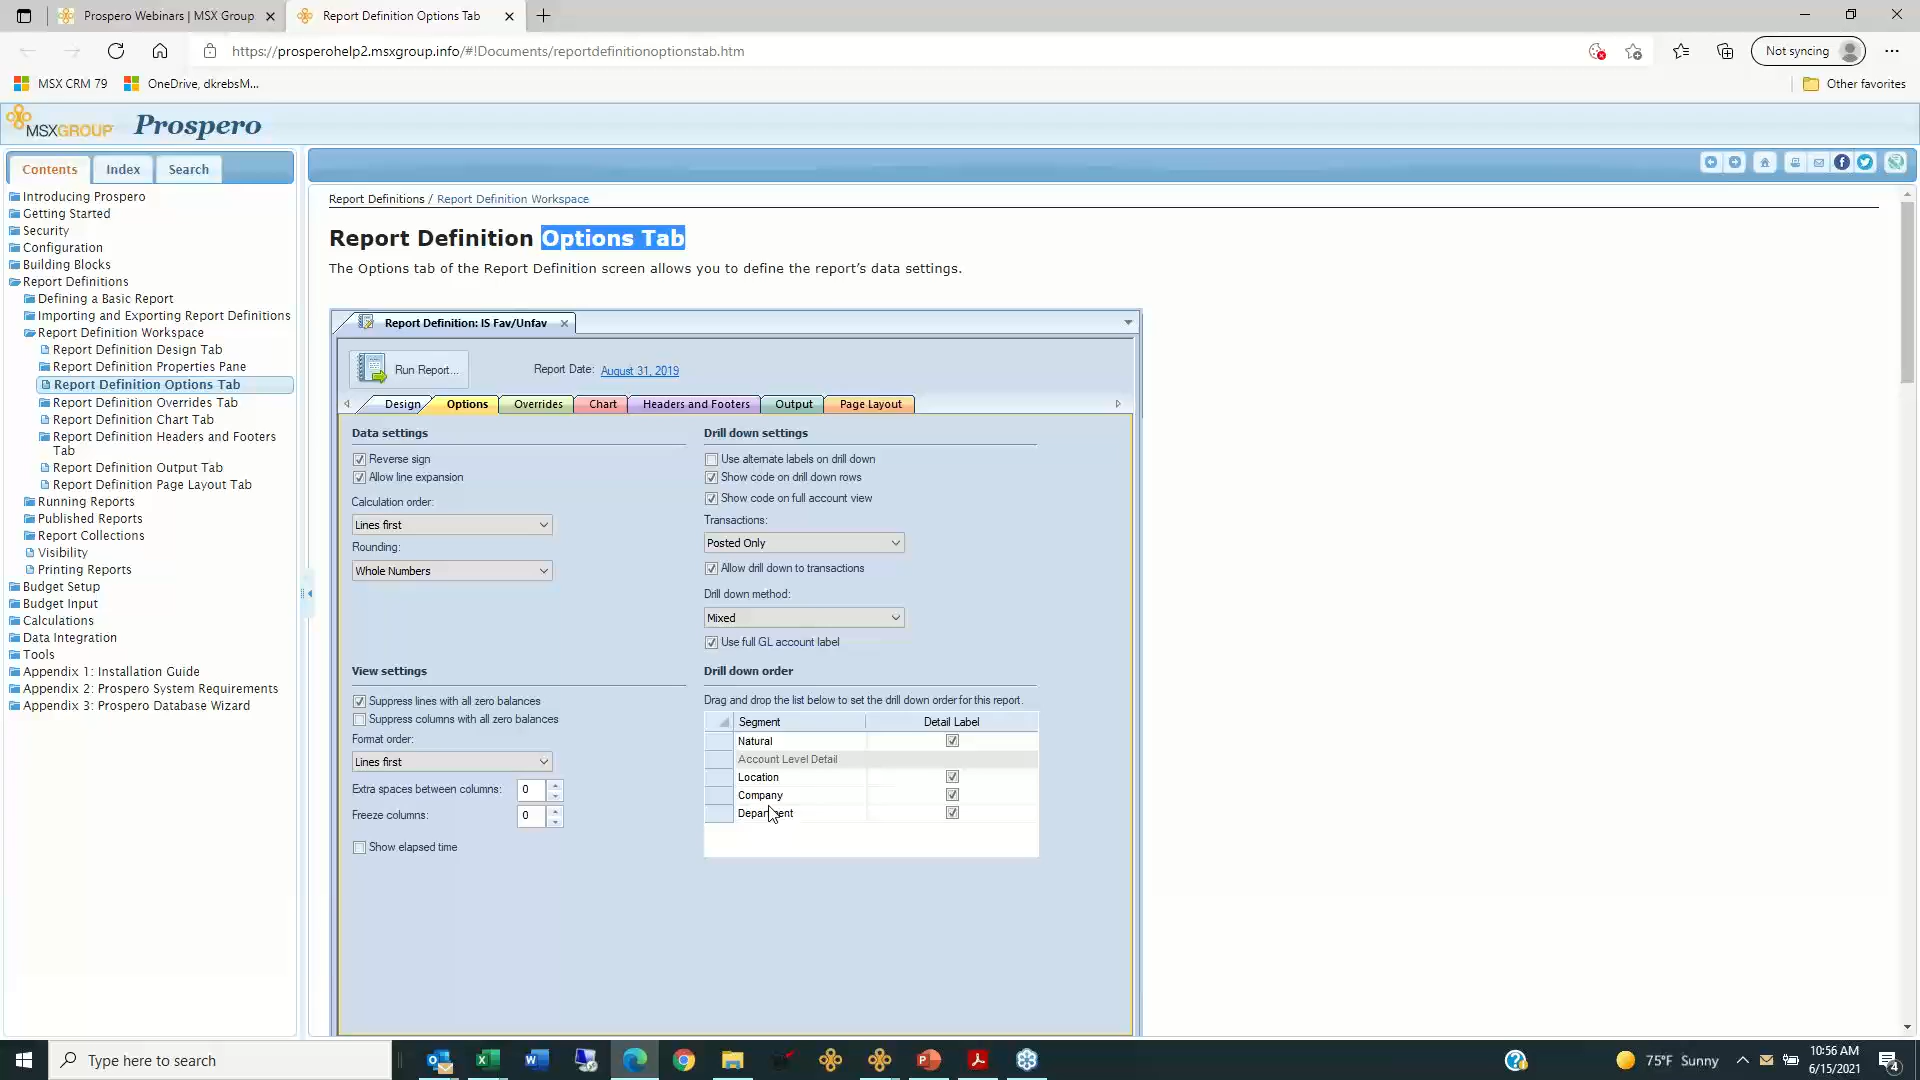 Prospero Webinars | MSX Group
Report Definition Options Tab
https://prosperohelp2.msxgroup.info/#!Documents/reportdefinitionoptionstab.htm
Not syncing
MSX CRM 79
OneDrive, dkrebsM...
Other favorites
MSXGROUP
Prospero
Contents
Index
Search
Introducing Prospero
Getting Started
Security
Configuration
Building Blocks
Report Definitions
Defining a Basic Report
Importing and Exporting Report Definitions
Report Definition Workspace
Report Definition Design Tab
Report Definition Properties Pane
Report Definition Options Tab
Report Definition Overrides Tab
Report Definition Chart Tab
Report Definition Headers and Footers
Tab
Report Definition Output Tab
Report Definition Page Layout Tab
Running Reports
Published Reports
Report Collections
Visibility
Printing Reports
Budget Setup
Budget Input
Calculations
Data Integration
Tools
Appendix 1: Installation Guide
Appendix 2: Prospero System Requirements
Appendix 3: Prospero Database Wizard
Report Definitions / Report Definition Workspace
Report Definition Options Tab
The Options tab of the Report Definition screen allows you to define the report's data settings.
Report Definition: IS Fav/Unfav
Run Report...
Report Date: August 31, 2019
Design
Options
Overrides
Chart
Headers and Footers
Output
Page Layout
Data settings
Reverse sign
Allow line expansion
Calculation order:
Lines first
Rounding:
Whole Numbers
Drill down settings
Use alternate labels on drill down
Show code on drill down rows
Show code on full account view
Transactions:
Posted Only
Allow drill down to transactions
Drill down method:
Mixed
Use full GL account label
View settings
Suppress lines with all zero balances
Suppress columns with all zero balances
Format order:
Lines first
Extra spaces between columns: 0
Freeze columns: 0
Show elapsed time
Drill down order
Drag and drop the list below to set the drill down order for this report.
Segment
Detail Label
Natural
Account Level Detail
Location
Company
Department
Type here to search
75°F Sunny
10:56 AM
6/15/2021
4